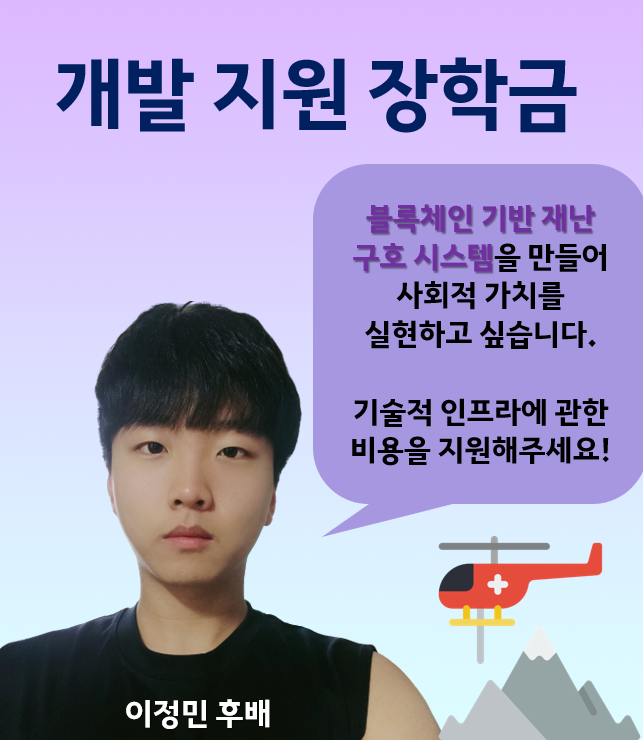 개발 지원 장학금
블록체인 기반 재난
구호 시스템을 만들어
사회적 가치를
실현하고 싶습니다.
기술적 인프라에 관한
비용을 지원해주세요!
이정민 후배